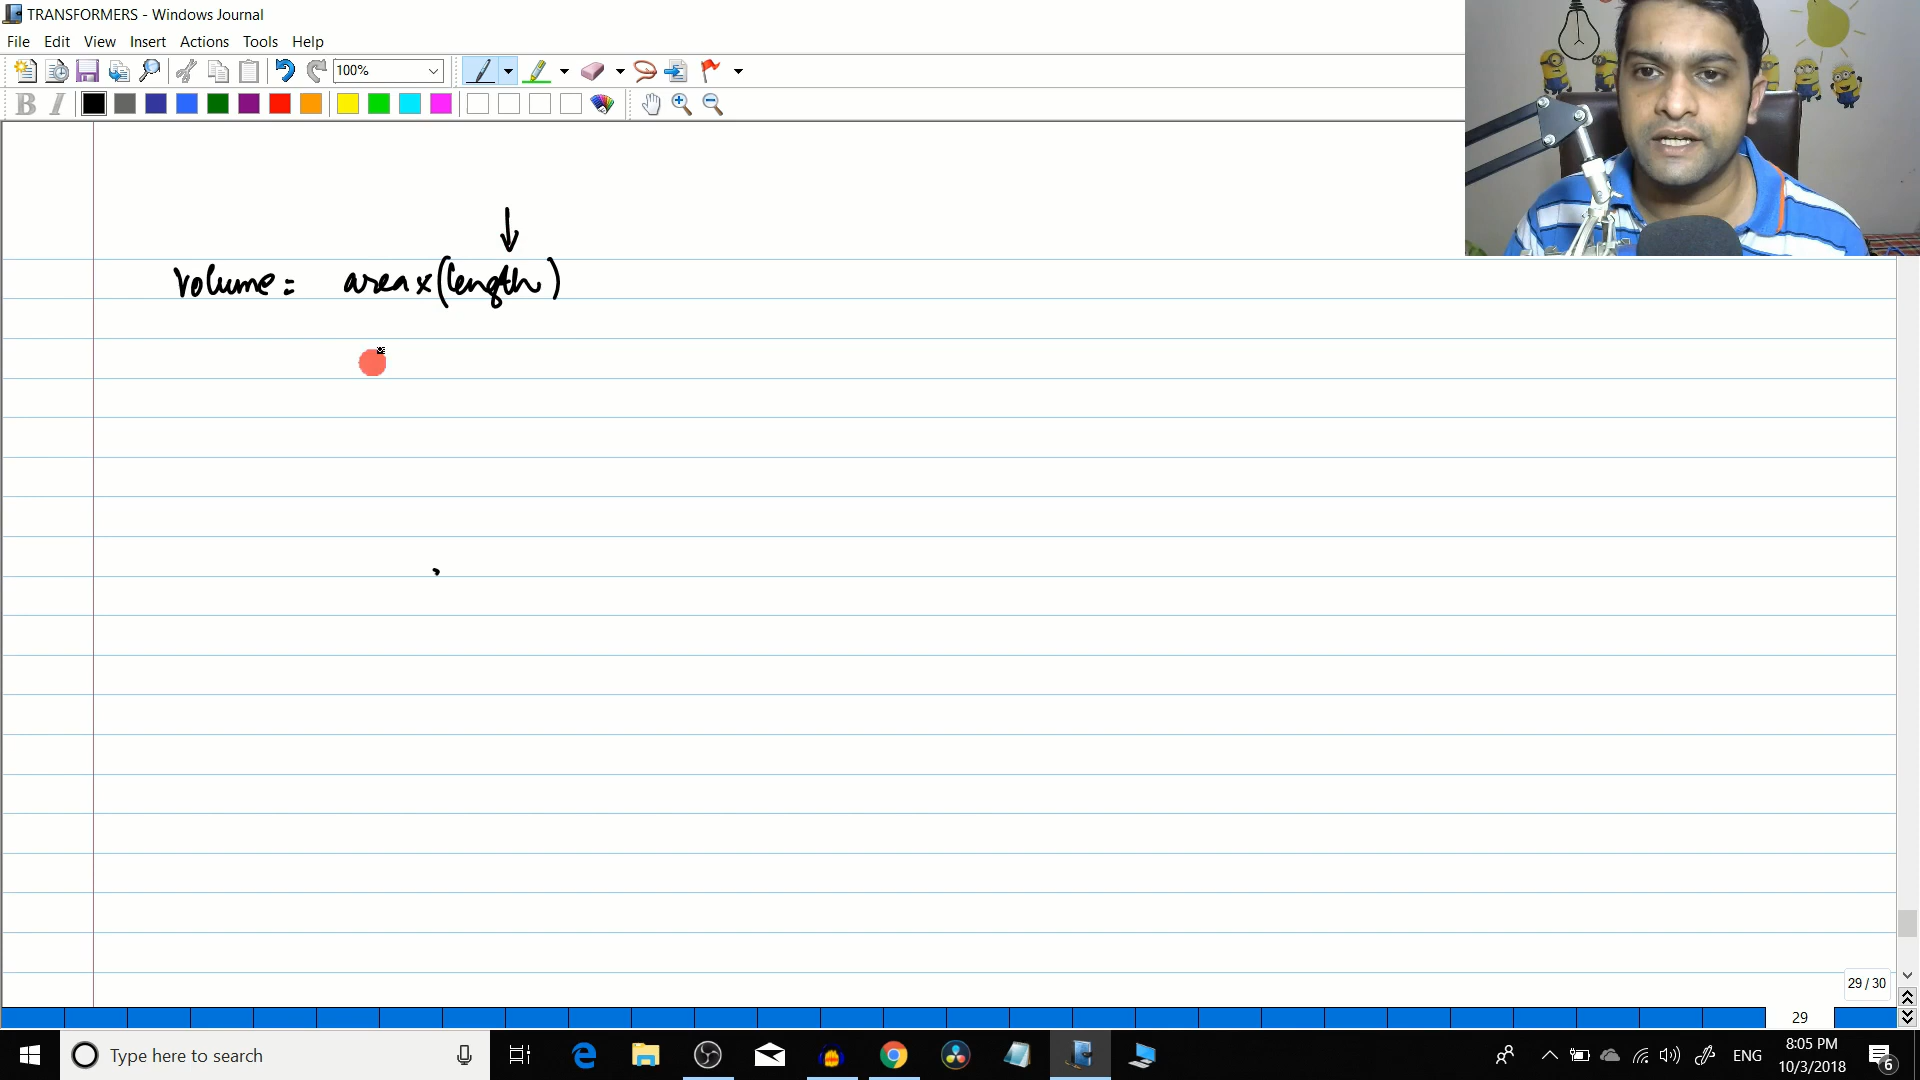 TRANSFORMERS - Windows Journal
File Edit View Insert Actions Tools Help
100%
B I
Volume = area x (length)
29 / 30
29
Type here to search
ENG
8:05 PM
10/3/2018
6